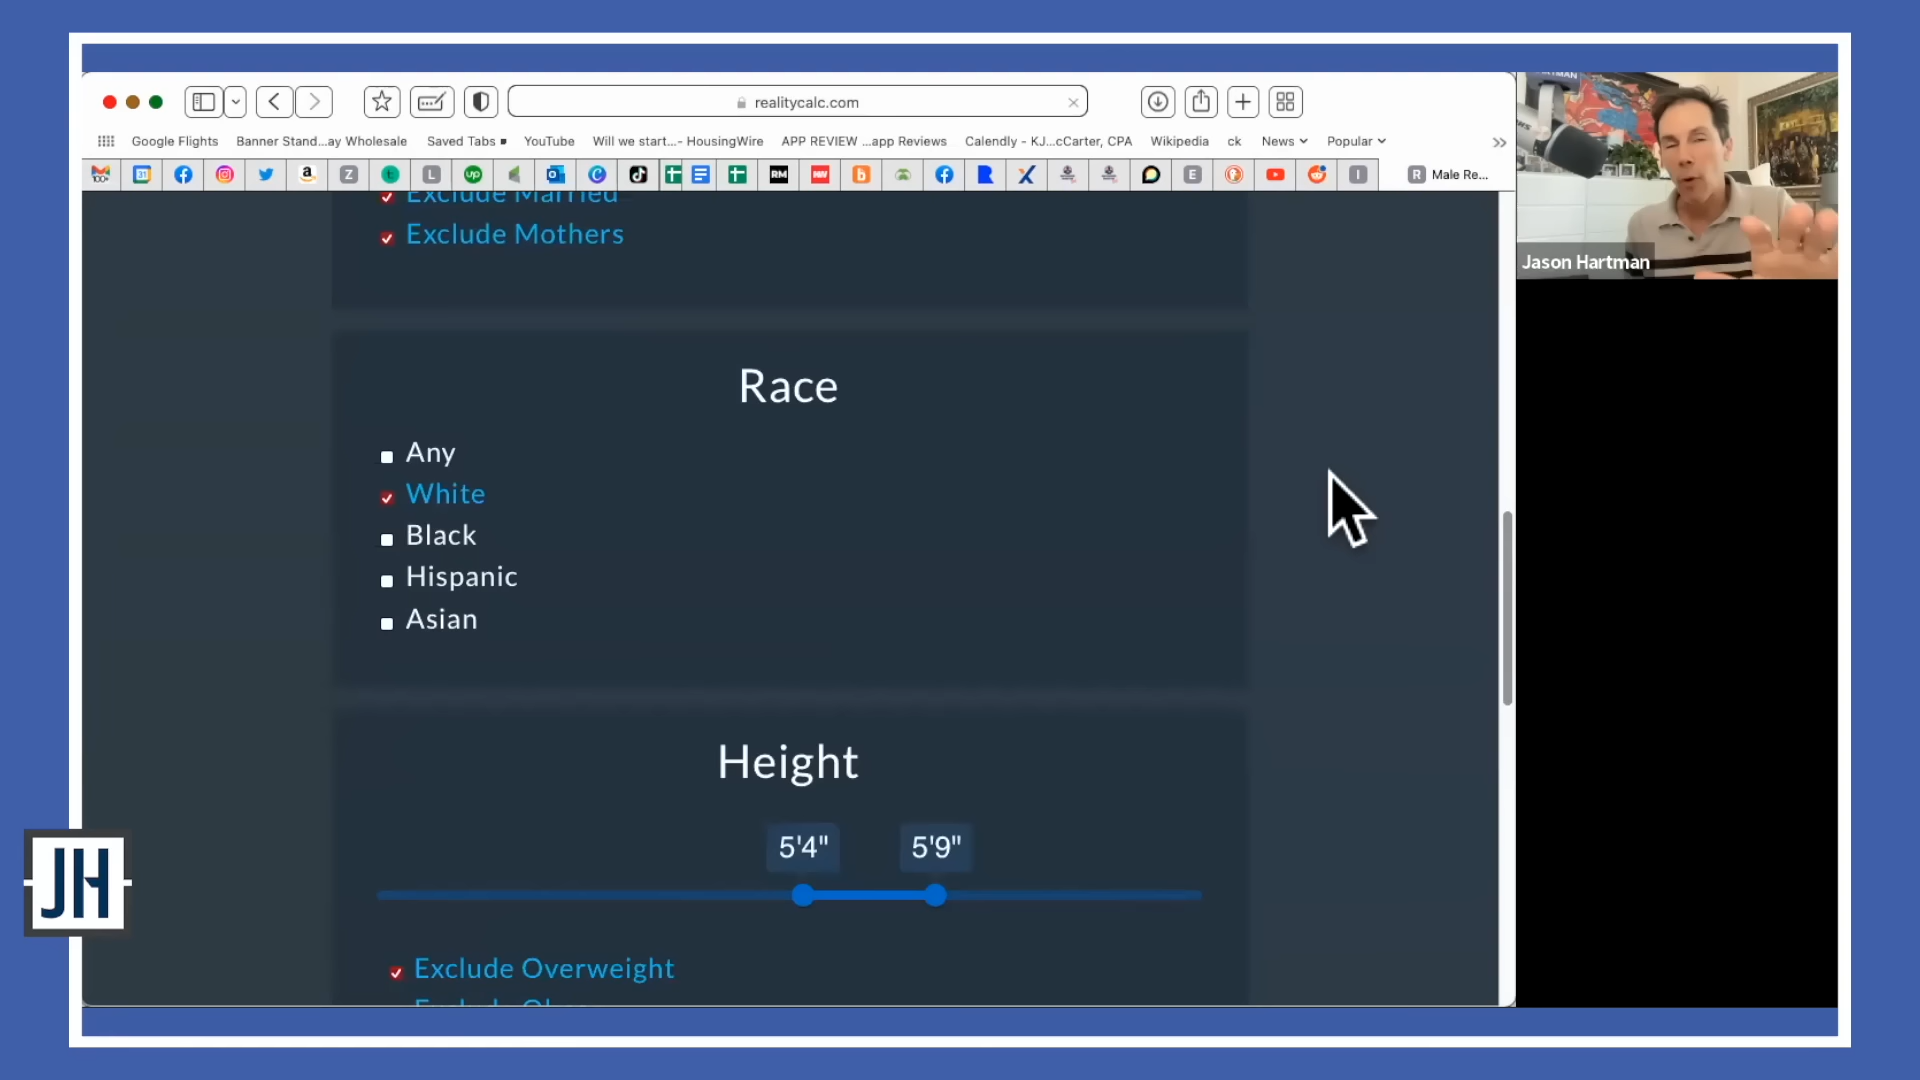 realitycalc.com
Google Flights Banner Stand...ay Wholesale Saved Tabs YouTube Will we start...- HousingWire APP REVIEW ...app Reviews Calendly - KJ...cCarter, CPA Wikipedia ck News Popular
Male Re...
Exclude Married
Exclude Mothers
Race
Any
White
Black
Hispanic
Asian
Height
5'4" 5'9"
Exclude Overweight
Jason Hartman
JH